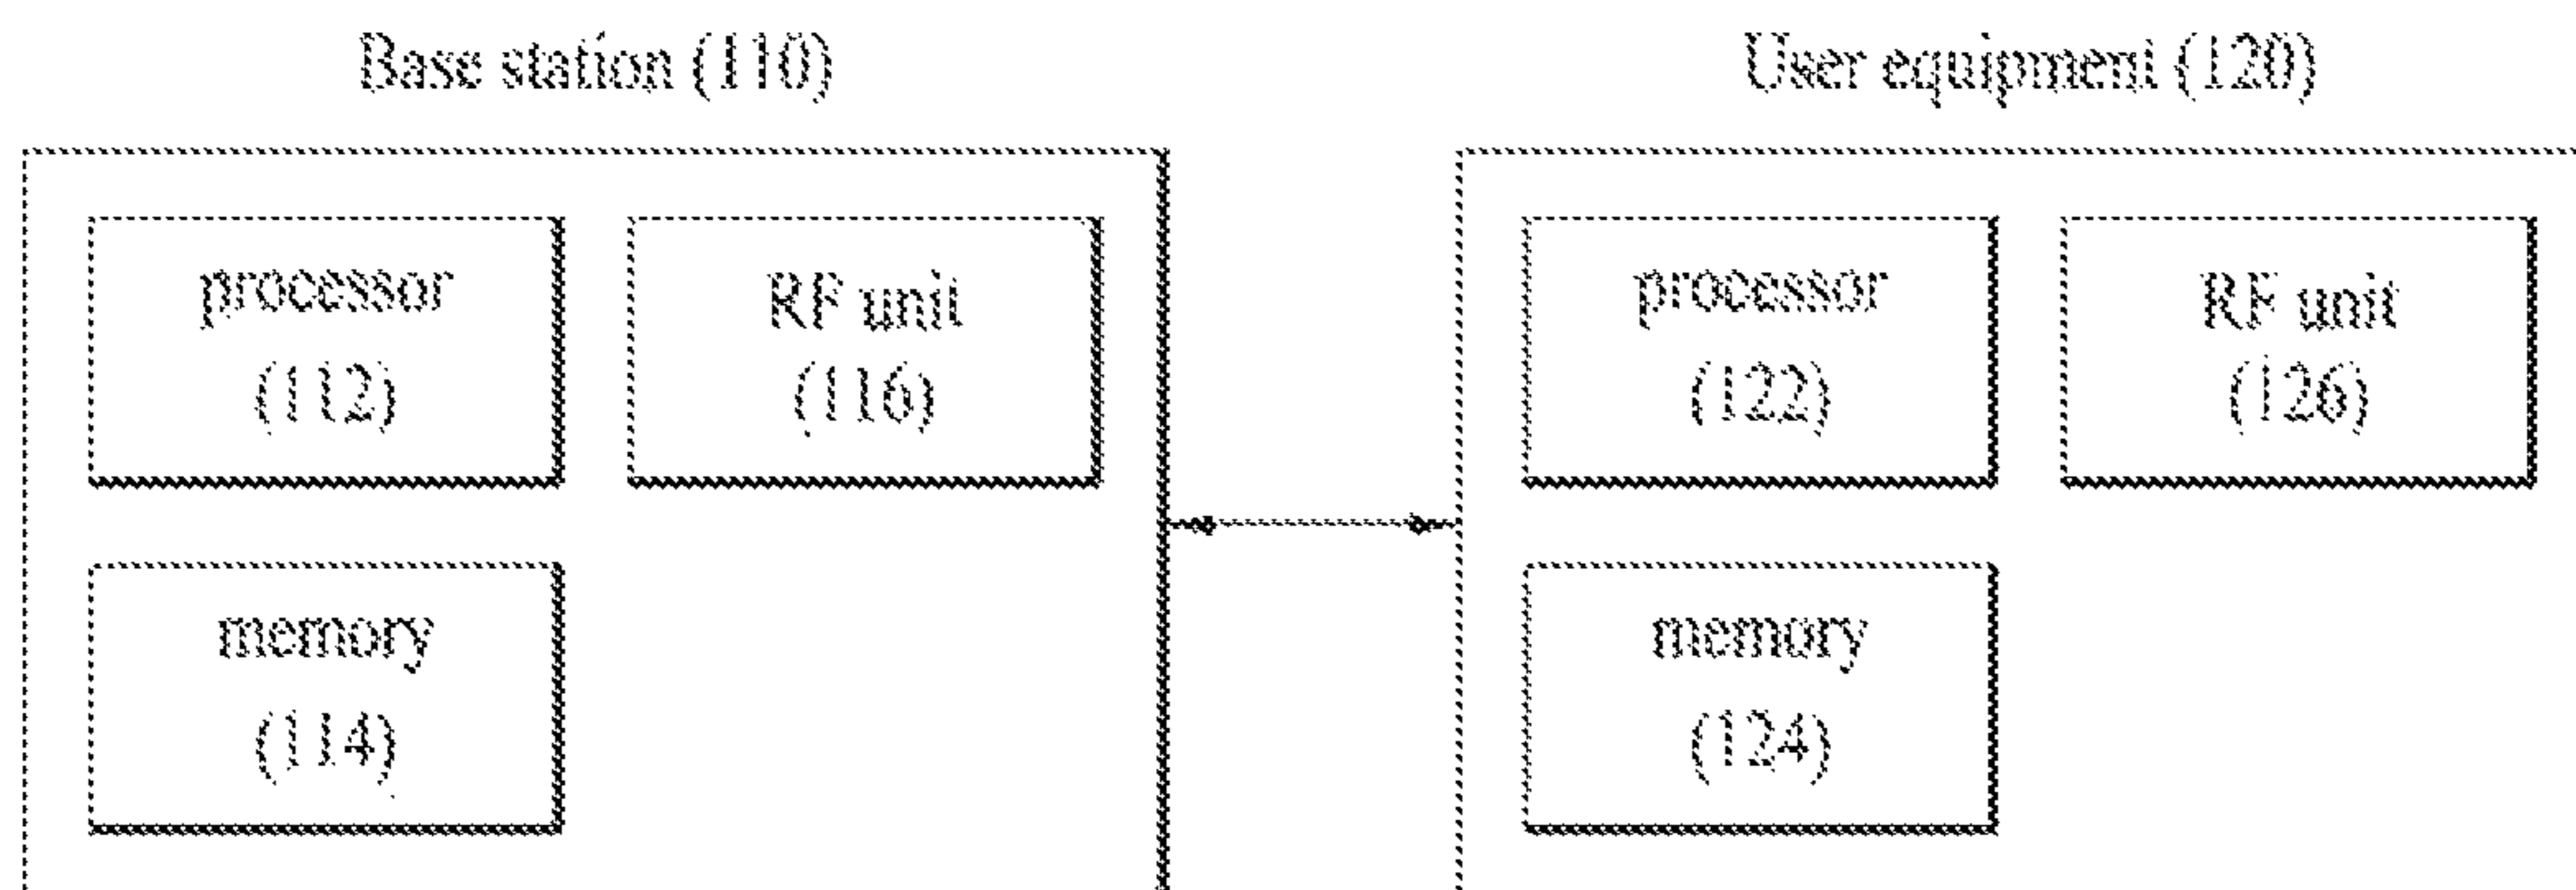 Base station (110)
processor
(112)
RF unit
(116)
memory
(114)
User equipment (120)
processor
(122)
RF unit
(126)
memory
(124)